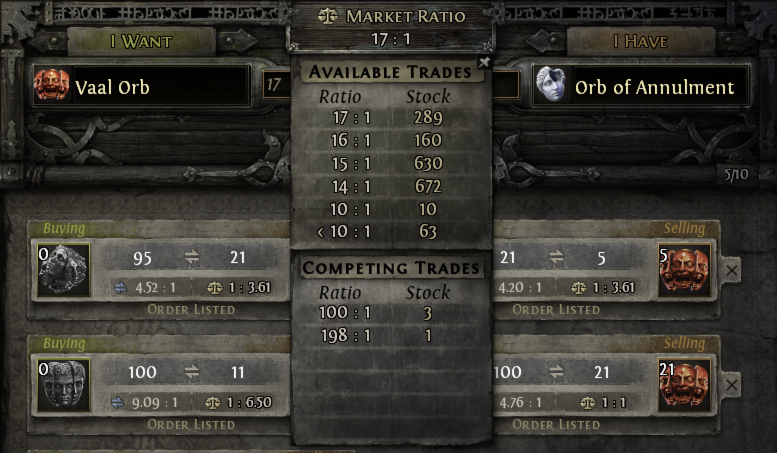 MARKET RATIO
17 : 1
I WANT
I HAVE
Vaal Orb
17
Orb of Annulment
AVAILABLE TRADES
Ratio Stock
17 : 1 289
16 : 1 160
15 : 1 630
14 : 1 672
10 : 1 10
< 10 : 1 63
5/10
COMPETING TRADES
Ratio Stock
100 : 1 3
198 : 1 1
Buying
0 95 21
4.52 : 1 1 : 3.61
ORDER LISTED
Selling
21 5 5
4.20 : 1 1 : 3.61
ORDER LISTED
Buying
0 100 11
9.09 : 1 1 : 6.50
ORDER LISTED
Selling
100 21 21
4.76 : 1 1 : 1
ORDER LISTED